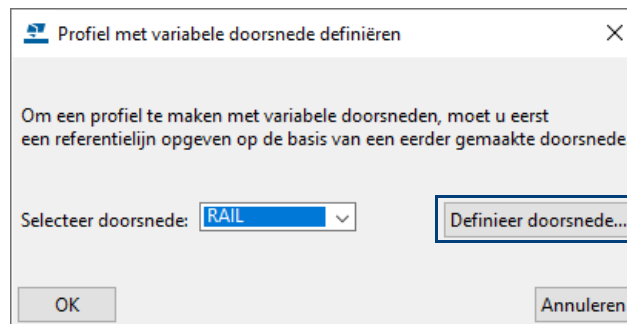 Profiel met variabele doorsnede definiëren
Om een profiel te maken met variabele doorsneden, moet u eerst
een referentielijn opgeven op de basis van een eerder gemaakte doorsnede
Selecteer doorsnede: RAIL Definieer doorsnede...
OK Annuleren